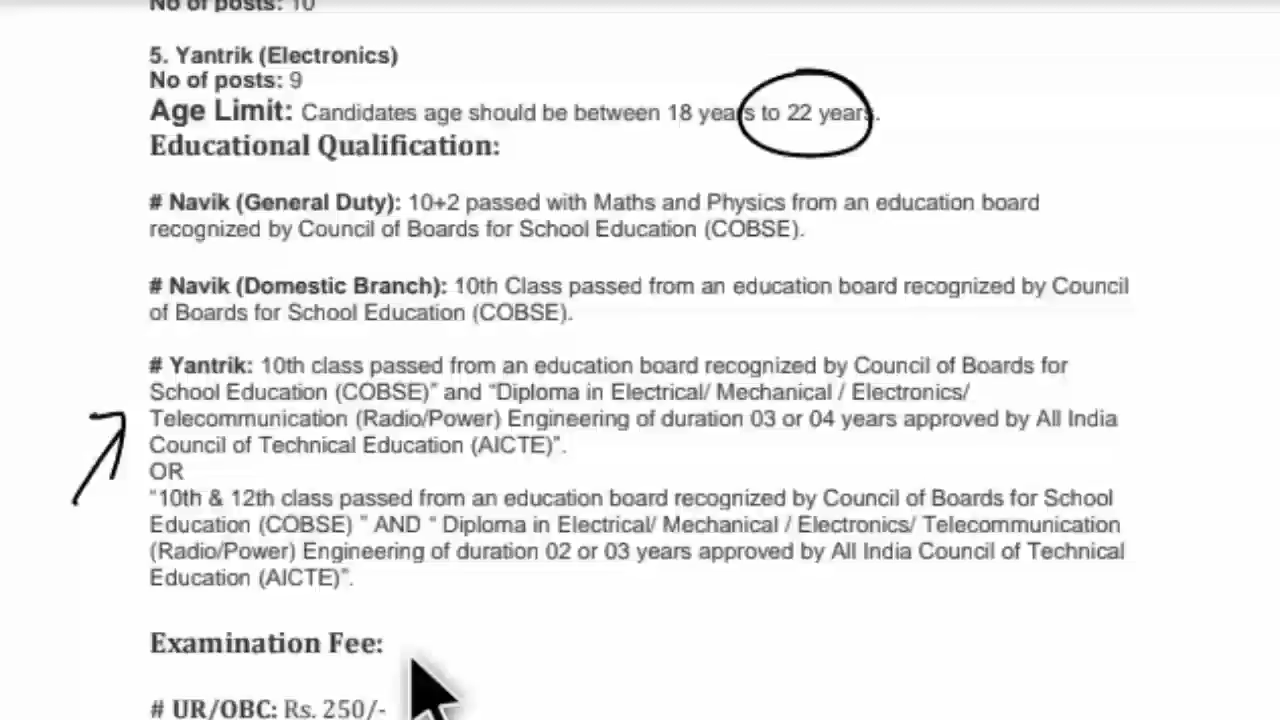 No of posts: 10
5. Yantrik (Electronics)
No of posts: 9
Age Limit: Candidates age should be between 18 years to 22 years.
Educational Qualification:
# Navik (General Duty): 10+2 passed with Maths and Physics from an education board
recognized by Council of Boards for School Education (COBSE).
# Navik (Domestic Branch): 10th Class passed from an education board recognized by Council
of Boards for School Education (COBSE).
# Yantrik: 10th class passed from an education board recognized by Council of Boards for
School Education (COBSE)” and “Diploma in Electrical/ Mechanical / Electronics/
Telecommunication (Radio/Power) Engineering of duration 03 or 04 years approved by All India
Council of Technical Education (AICTE)”.
OR
“10th & 12th class passed from an education board recognized by Council of Boards for School
Education (COBSE) ” AND “ Diploma in Electrical/ Mechanical / Electronics/ Telecommunication
(Radio/Power) Engineering of duration 02 or 03 years approved by All India Council of Technical
Education (AICTE)”.
Examination Fee:
# UR/OBC: Rs. 250/-